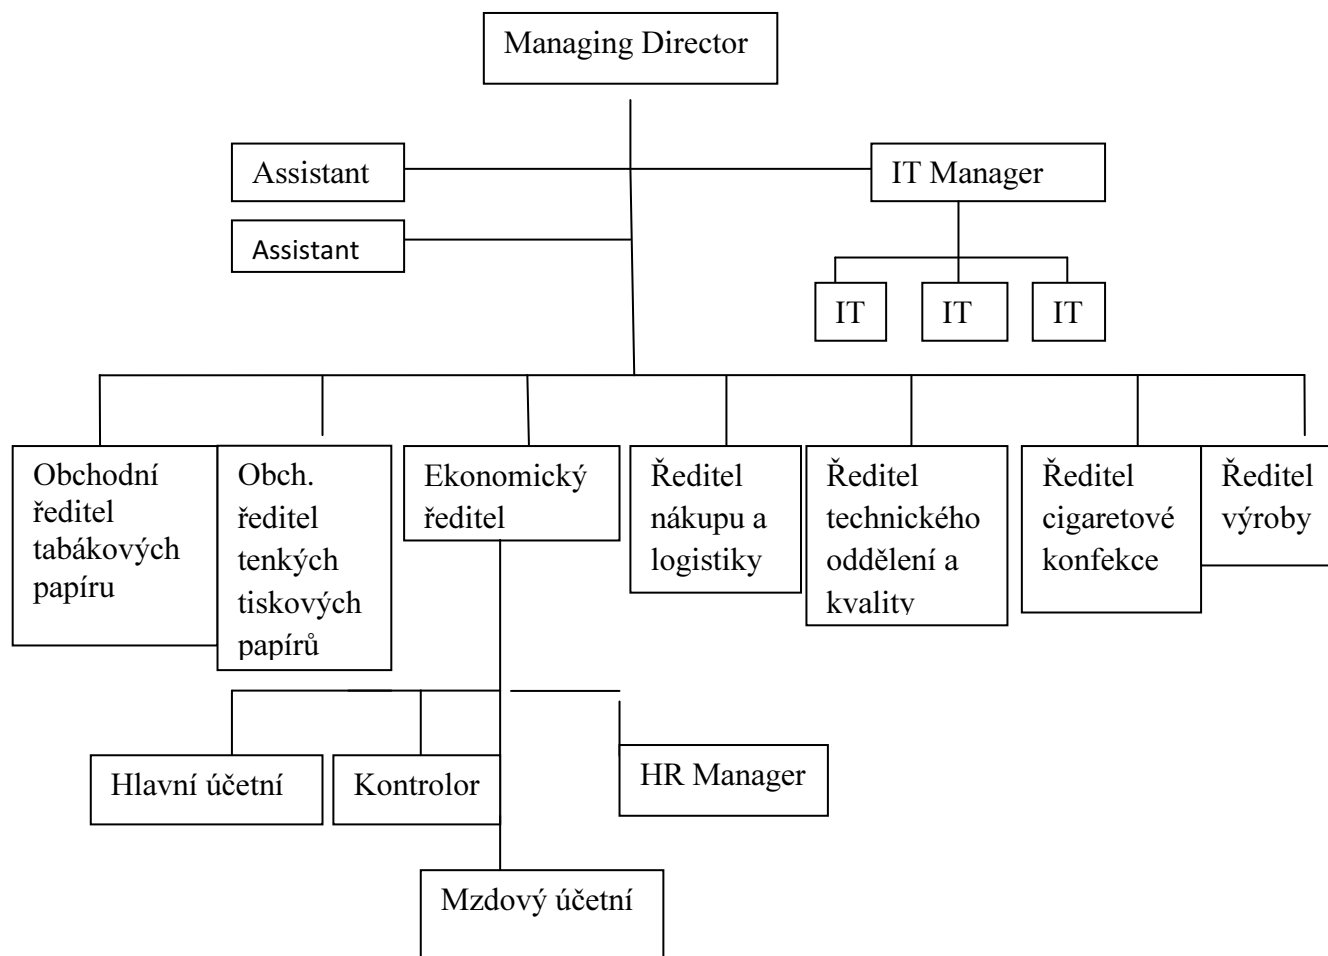 Managing Director
Assistant
IT Manager
Assistant
IT
IT
IT
Obchodní
ředitel
tabákových
papíru
Obch.
ředitel
tenkých
tiskových
papírů
Ekonomický
ředitel
Ředitel
nákupu a
logistiky
Ředitel
technického
oddělení a
kvality
Ředitel
cigaretové
konfekce
Ředitel
výroby
Hlavní účetní
Kontrolor
HR Manager
Mzdový účetní